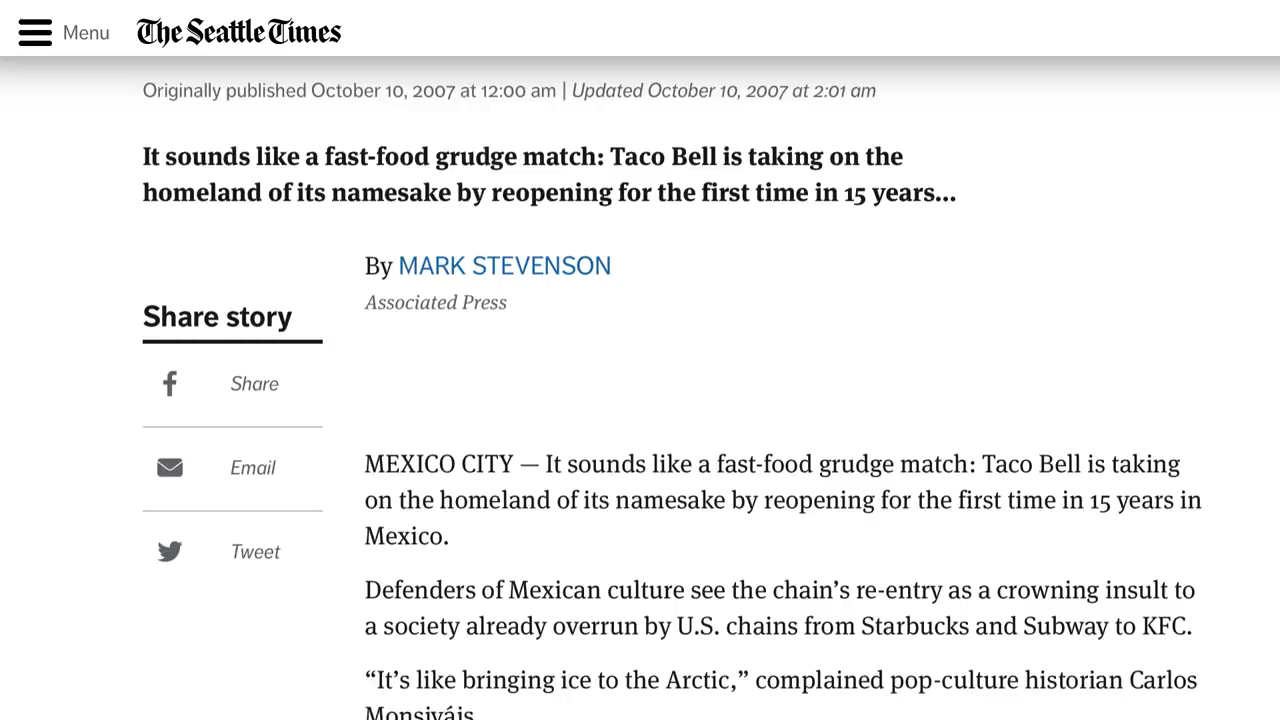 Menu The Seattle Times
Originally published October 10, 2007 at 12:00 am | Updated October 10, 2007 at 2:01 am
It sounds like a fast-food grudge match: Taco Bell is taking on the
homeland of its namesake by reopening for the first time in 15 years...
By MARK STEVENSON
Associated Press
Share story
Share
Email
Tweet
MEXICO CITY — It sounds like a fast-food grudge match: Taco Bell is taking
on the homeland of its namesake by reopening for the first time in 15 years in
Mexico.
Defenders of Mexican culture see the chain’s re-entry as a crowning insult to
a society already overrun by U.S. chains from Starbucks and Subway to KFC.
“It’s like bringing ice to the Arctic,” complained pop-culture historian Carlos
Monsiváis